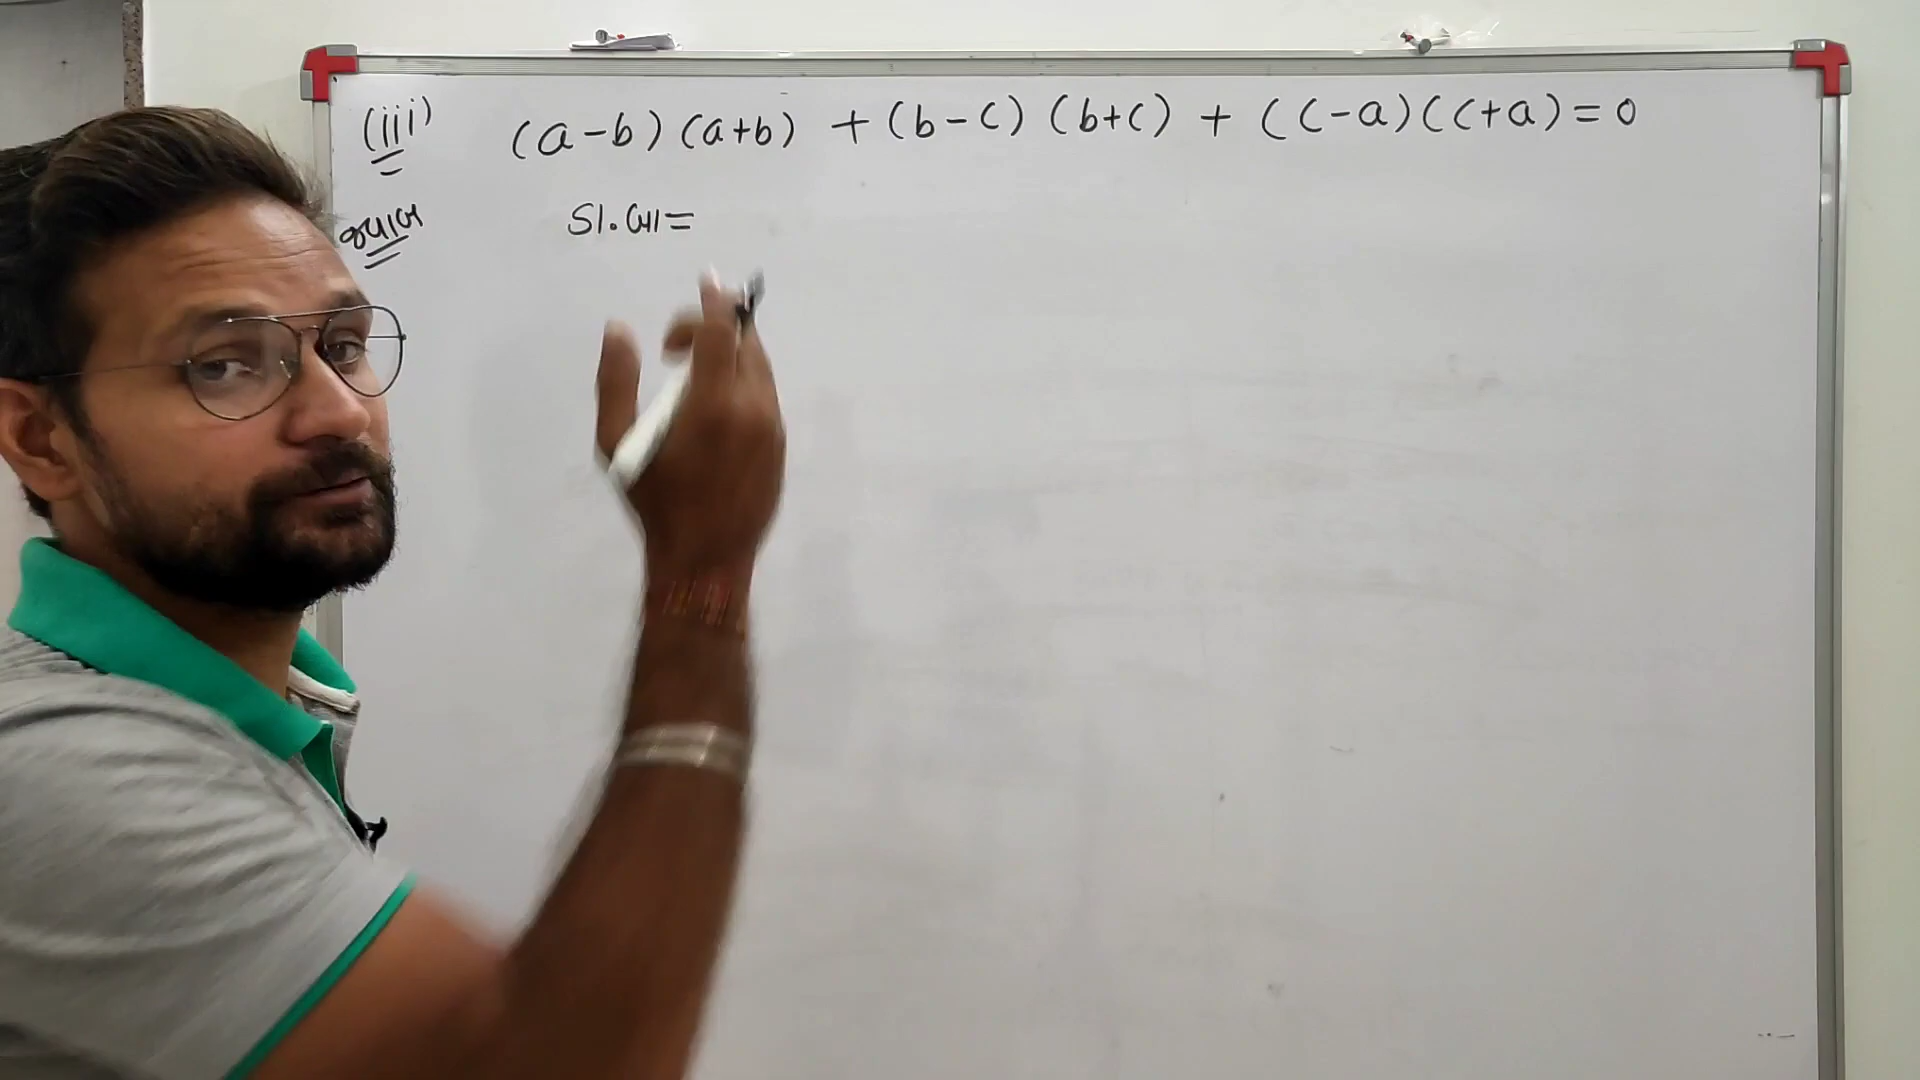 (iii) (a-b)(a+b) + (b-c) (b+c) + (c-a)(c+a)=0
જવાબ ડા.બા=